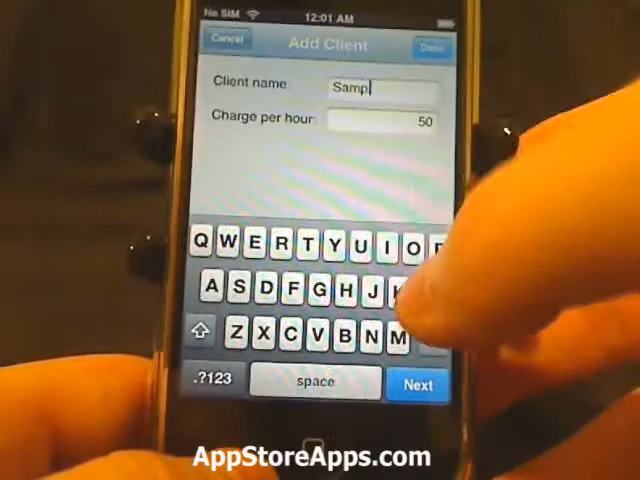 No SIM 12:01 AM
Cancel Add Client Done
Client name Samp
Charge per hour: 50
Q W E R T Y U I O
A S D F G H J K
Z X C V B N M
.?123 space Next
AppStoreApps.com